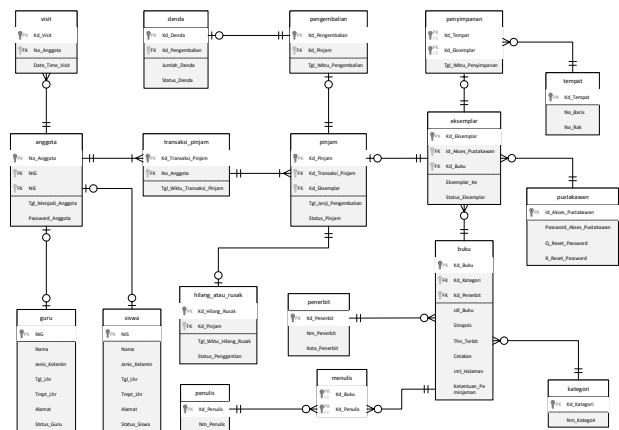 visit
PK Kd_Visit
FK No_Anggota
Date_Time_Visit
denda
PK Kd_Denda
FK Kd_Pengembalian
Jumlah_Denda
Status_Denda
pengembalian
PK Kd_Pengembalian
FK Kd_Pinjam
Tgl_Wktu_Pengembalian
penyimpanan
Kd_Tempat
Kd_Eksemplar
Tgl_Wktu_Penyimpanan
tempat
PK Kd_Tempat
No_Baris
No_Rak
anggota
PK No_Anggota
FK NIG
FK NIS
Tgl_Menjadi_Anggota
Password_Anggota
transaksi_pinjam
PK Kd_Transaksi_Pinjam
FK No_Anggota
Tgl_Wktu_Transaksi_Pinjam
pinjam
PK Kd_Pinjam
FK Kd_Transaksi_Pinjam
FK Kd_Eksemplar
Tgl_Janji_Pengembalian
Status_Pinjam
eksemplar
PK Kd_Eksemplar
FK Id_Akses_Pustakawan
FK Kd_Buku
Eksemplar_Ke
Status_Eksemplar
pustakawan
PK Id_Akses_Pustakawan
Password_Akses_Pustakawan
Q_Reset_Password
R_Reset_Password
buku
PK Kd_Buku
FK Kd_Kategori
FK Kd_Penerbit
Jdl_Buku
Sinopsis
Thn_Terbit
Cetakan
Jml_Halaman
Ketentuan_Pe
minjaman
hilang_atau_rusak
PK Kd_Hilang_Rusak
FK Kd_Pinjam
Tgl_Wktu_Hilang_Rusak
Status_Penggantian
penerbit
PK Kd_Penerbit
Nm_Penerbit
Kota_Penerbit
guru
PK NIG
Nama
Jenis_Kelamin
Tgl_Lhr
Tmpt_Lhr
Alamat
Status_Guru
siswa
PK NIS
Nama
Jenis_Kelamin
Tgl_Lhr
Tmpt_Lhr
Alamat
Status_Siswa
penulis
PK Kd_Penulis
Nm_Penulis
menulis
Kd_Buku
Kd_Penulis
kategori
PK Kd_Kategori
Nm_Kategori